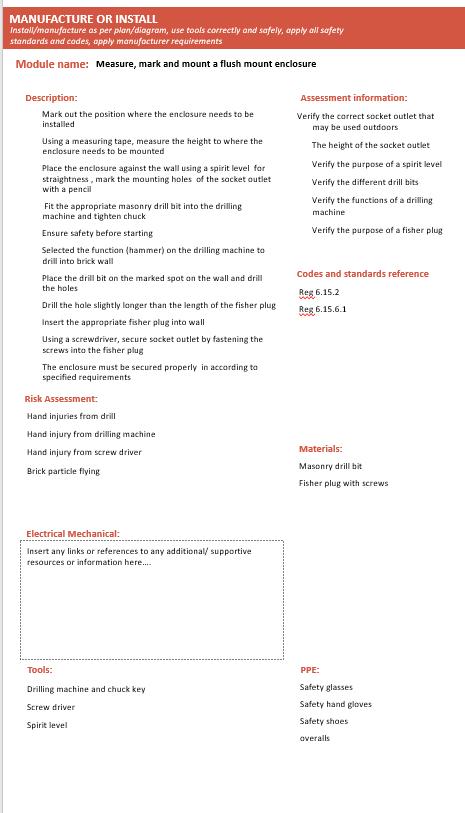 MANUFACTURE OR INSTALL
Install/manufacture as per plan/diagram, use tools correctly and safely, apply all safety
standards and codes, apply manufacturer requirements
Module name: Measure, mark and mount a flush mount enclosure
Description:
Mark out the position where the enclosure needs to be
installed
Using a measuring tape, measure the height to where the
enclosure needs to be mounted
Place the enclosure against the wall using a spirit level for
straightness , mark the mounting holes of the socket outlet
with a pencil
Fit the appropriate masonry drill bit into the drilling
machine and tighten chuck
Ensure safety before starting
Selected the function (hammer) on the drilling machine to
drill into brick wall
Place the drill bit on the marked spot on the wall and drill
the holes
Drill the hole slightly longer than the length of the fisher plug
Insert the appropriate fisher plug into wall
Using a screwdriver, secure socket outlet by fastening the
screws into the fisher plug
The enclosure must be secured properly in according to
specified requirements
Assessment information:
Verify the correct socket outlet that
may be used outdoors
The height of the socket outlet
Verify the purpose of a spirit level
Verify the different drill bits
Verify the functions of a drilling
machine
Verify the purpose of a fisher plug
Codes and standards reference
Reg 6.15.2
Reg 6.15.6.1
Risk Assessment:
Hand injuries from drill
Hand injury from drilling machine
Hand injury from screw driver
Brick particle flying
Materials:
Masonry drill bit
Fisher plug with screws
Electrical Mechanical:
Insert any links or references to any additional/ supportive
resources or information here....
Tools:
Drilling machine and chuck key
Screw driver
Spirit level
PPE:
Safety glasses
Safety hand gloves
Safety shoes
overalls